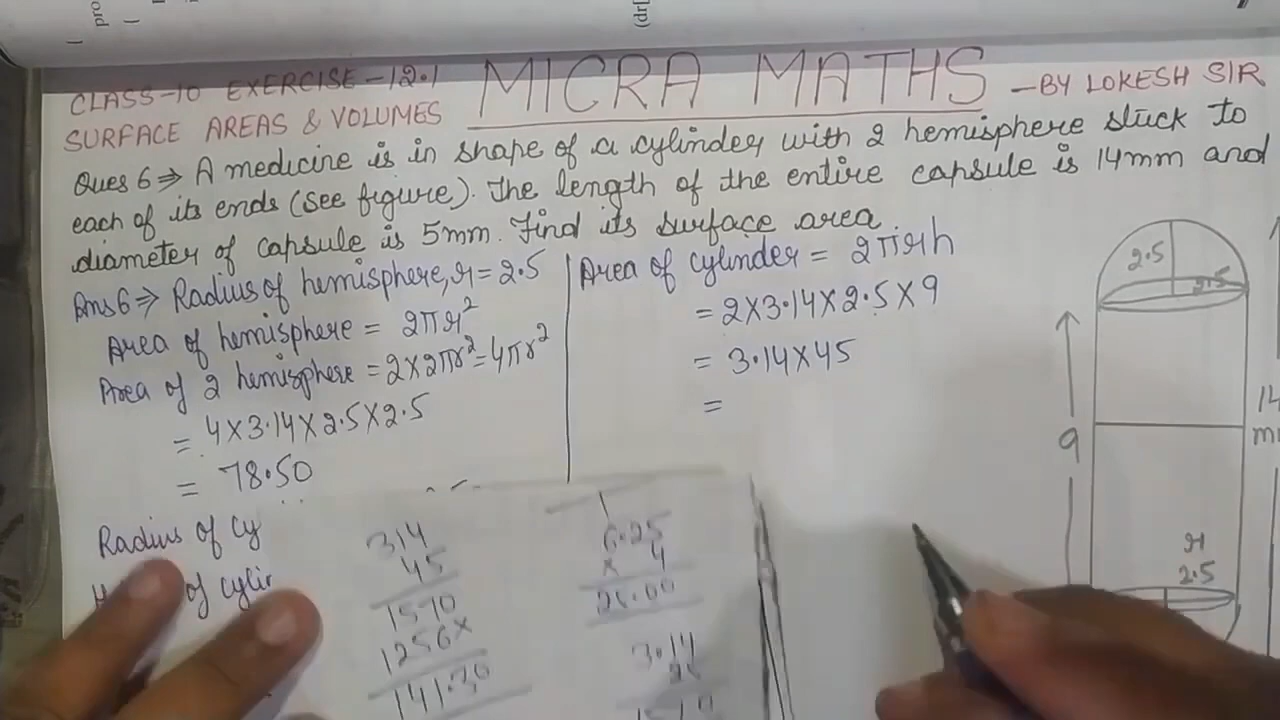 CLASS-10 EXERCISE-12.1 MICRA MATHS -BY LOKESH SIR
SURFACE AREAS & VOLUMES
Ques 6 ⇒ A medicine is in shape of a cylinder with 2 hemisphere stuck to
each of its ends (see figure). The length of the entire capsule is 14mm and
diameter of capsule is 5mm. Find its surface area.
Ans 6 ⇒ Radius of hemisphere, r = 2.5
Area of hemisphere = 2πr²
Area of 2 hemisphere = 2×2πr² = 4πr²
= 4×3.14×2.5×2.5
= 78.50
Radius of Cy
of cylin
Area of cylinder = 2πrh
= 2×3.14×2.5×9
= 3.14×45
=
314
45
1570
1256×
141.30
6.25
× 4
25.00
3.14
25
2.5
2.5
9
14
r
2.5